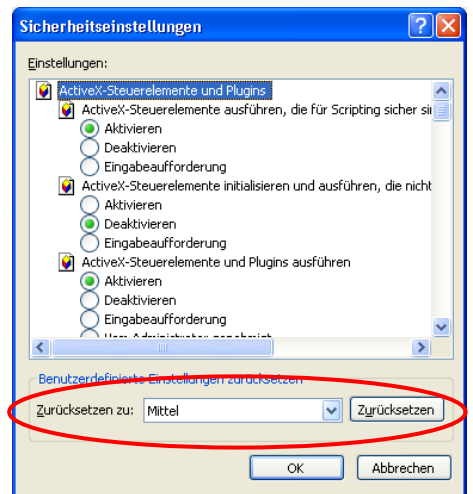 Sicherheitseinstellungen
Einstellungen:
ActiveX-Steuerelemente und Plugins
ActiveX-Steuerelemente ausführen, die für Scripting sicher
Aktivieren
Deaktivieren
Eingabeaufforderung
ActiveX-Steuerelemente initialisieren und ausführen, die nicht
Aktivieren
Deaktivieren
Eingabeaufforderung
ActiveX-Steuerelemente und Plugins ausführen
Aktivieren
Deaktivieren
Eingabeaufforderung
Benutzerdefinierte Einstellungen zurücksetzen
Zurücksetzen zu: Mittel Zurücksetzen
OK Abbrechen